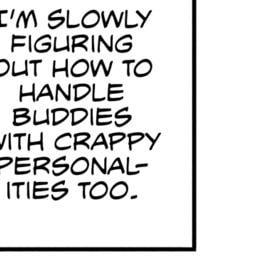 I'M SLOWLY
FIGURING
OUT HOW TO
HANDLE
BUDDIES
WITH CRAPPY
PERSONAL-
ITIES TOO.